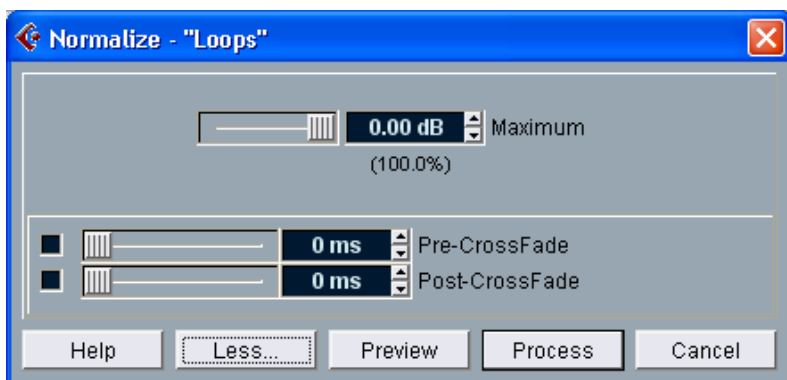 Normalize - "Loops"
0.00 dB Maximum
(100.0%)
0 ms Pre-CrossFade
0 ms Post-CrossFade
Help Less... Preview Process Cancel